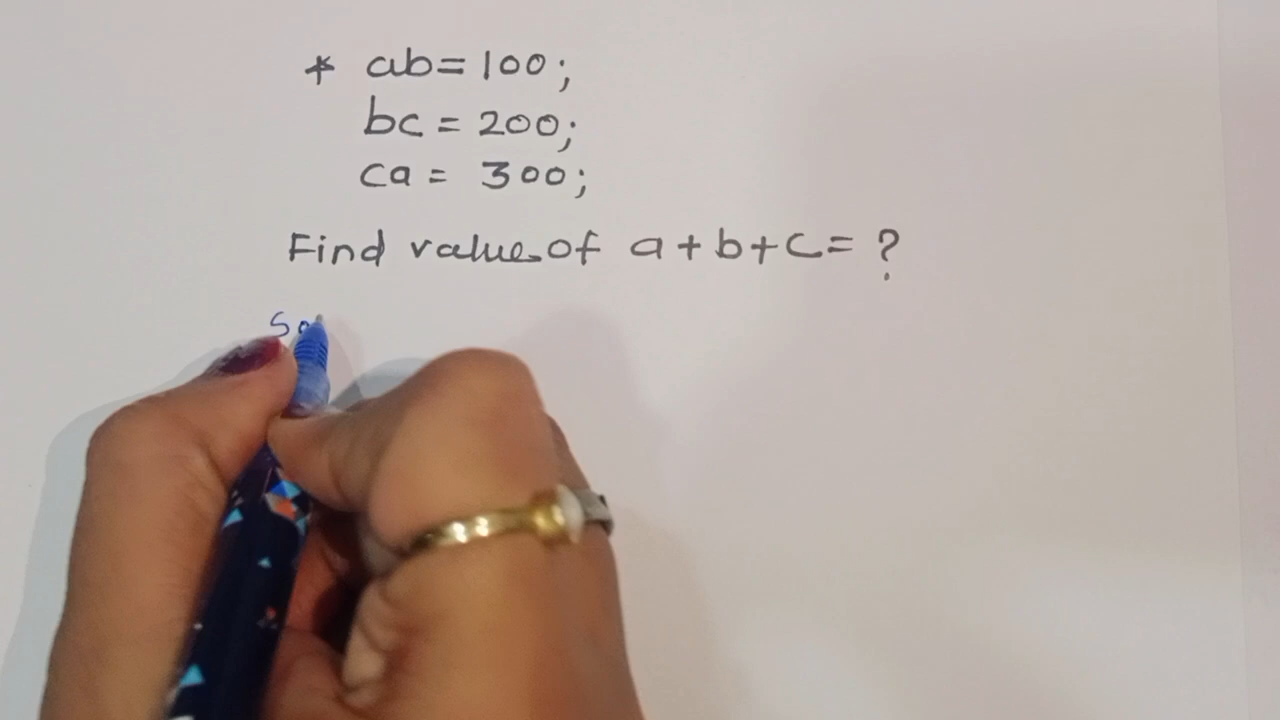 * ab = 100;
bc = 200;
ca = 300;
Find value of a + b + c = ?